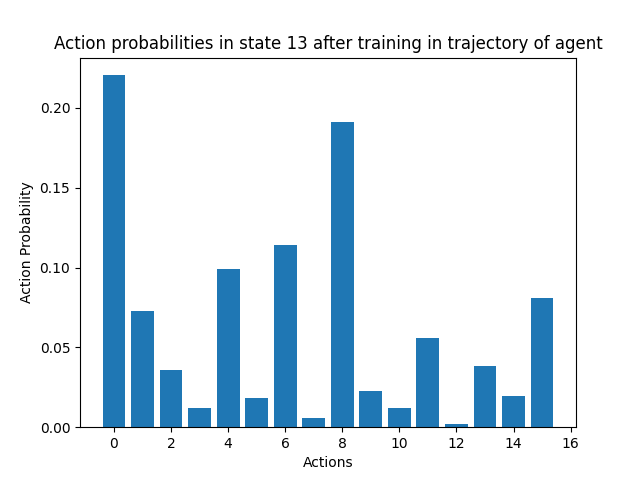 Action probabilities in state 13 after training in trajectory of agent
Action Probability
0.20
0.15
0.10
0.05
0.00
0 2 4 6 8 10 12 14 16
Actions